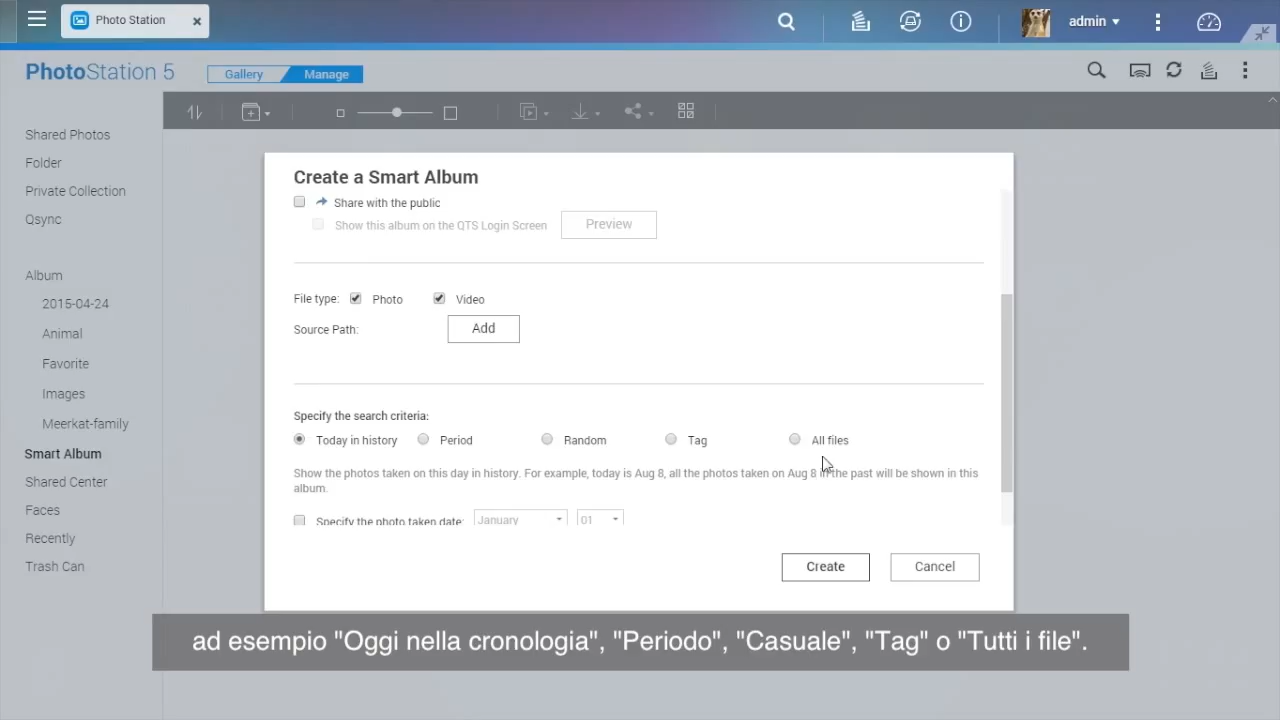 Photo Station
admin
PhotoStation 5
Gallery
Manage
Shared Photos
Folder
Private Collection
Qsync
Album
2015-04-24
Animal
Favorite
Images
Meerkat-family
Smart Album
Shared Center
Faces
Recently
Trash Can
Create a Smart Album
Share with the public
Show this album on the QTS Login Screen
Preview
File type: Photo Video
Source Path: Add
Specify the search criteria:
Today in history Period Random Tag All files
Show the photos taken on this day in history. For example, today is Aug 8, all the photos taken on Aug 8 in the past will be shown in this
album.
Specify the photo taken date: January 01
Create Cancel
ad esempio "Oggi nella cronologia", "Periodo", "Casuale", "Tag" o "Tutti i file".